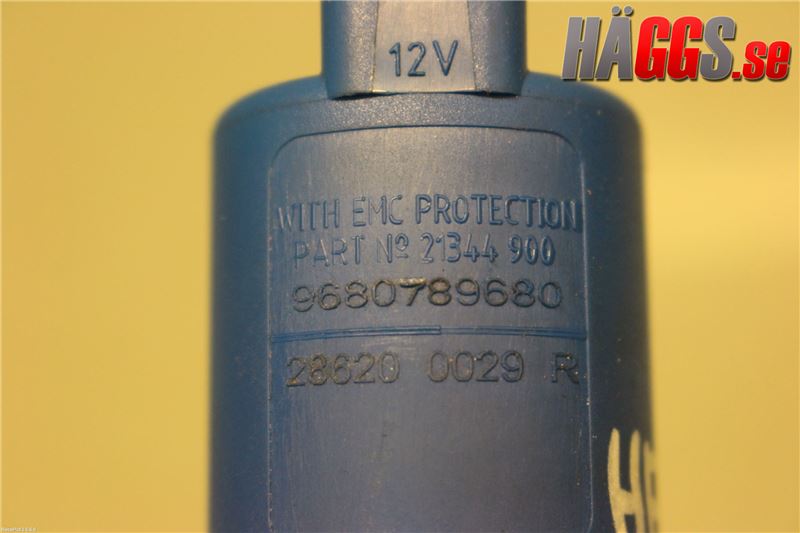 HÄGGS.se
12V
WITH EMC PROTECTION
PART Nº 21344 900
9680789680
28620 0029 R